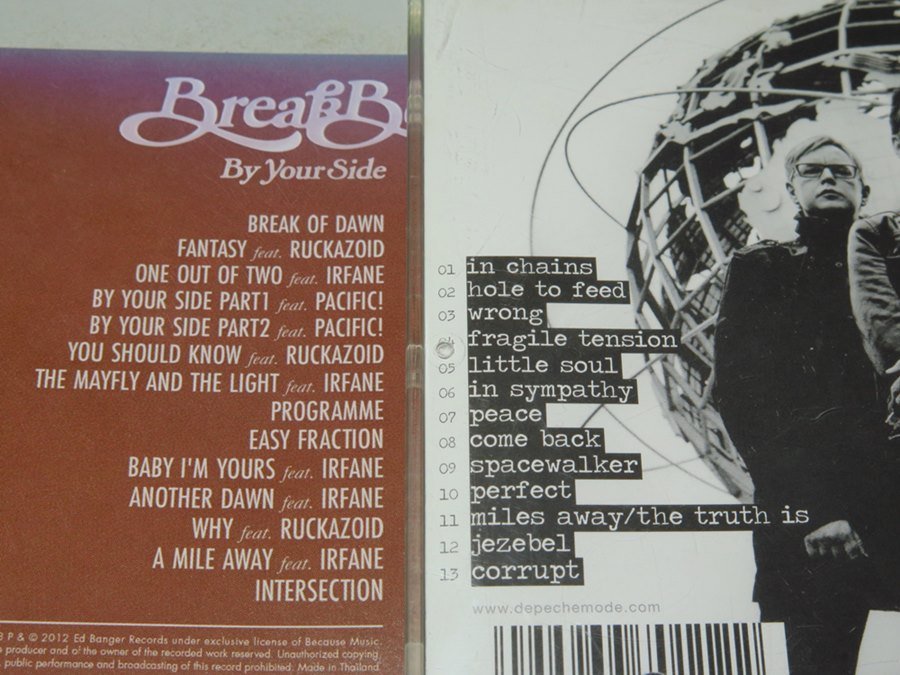 BreakB
By Your Side
BREAK OF DAWN
FANTASY feat. RUCKAZOID
ONE OUT OF TWO feat. IRFANE
BY YOUR SIDE PART1 feat. PACIFIC!
BY YOUR SIDE PART2 feat. PACIFIC!
YOU SHOULD KNOW feat. RUCKAZOID
THE MAYFLY AND THE LIGHT feat. IRFANE
PROGRAMME
EASY FRACTION
BABY I'M YOURS feat. IRFANE
ANOTHER DAWN feat. IRFANE
WHY feat. RUCKAZOID
A MILE AWAY feat. IRFANE
INTERSECTION
P & © 2012 Ed Banger Records under exclusive license of Because Music.
producer and of the owner of the recorded work reserved. Unauthorized copying,
public performance and broadcasting of this record prohibited. Made in Thailand.
01 in chains
02 hole to feed
03 wrong
04 fragile tension
05 little soul
06 in sympathy
07 peace
08 come back
09 spacewalker
10 perfect
11 miles away/the truth is
12 jezebel
13 corrupt
www.depechemode.com